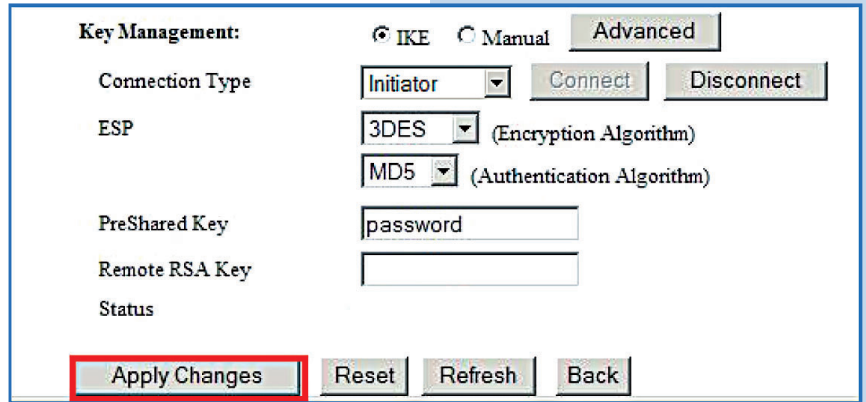 Key Management: IKE Manual Advanced
Connection Type Initiator Connect Disconnect
ESP 3DES (Encryption Algorithm)
MD5 (Authentication Algorithm)
PreShared Key password
Remote RSA Key
Status
Apply Changes Reset Refresh Back